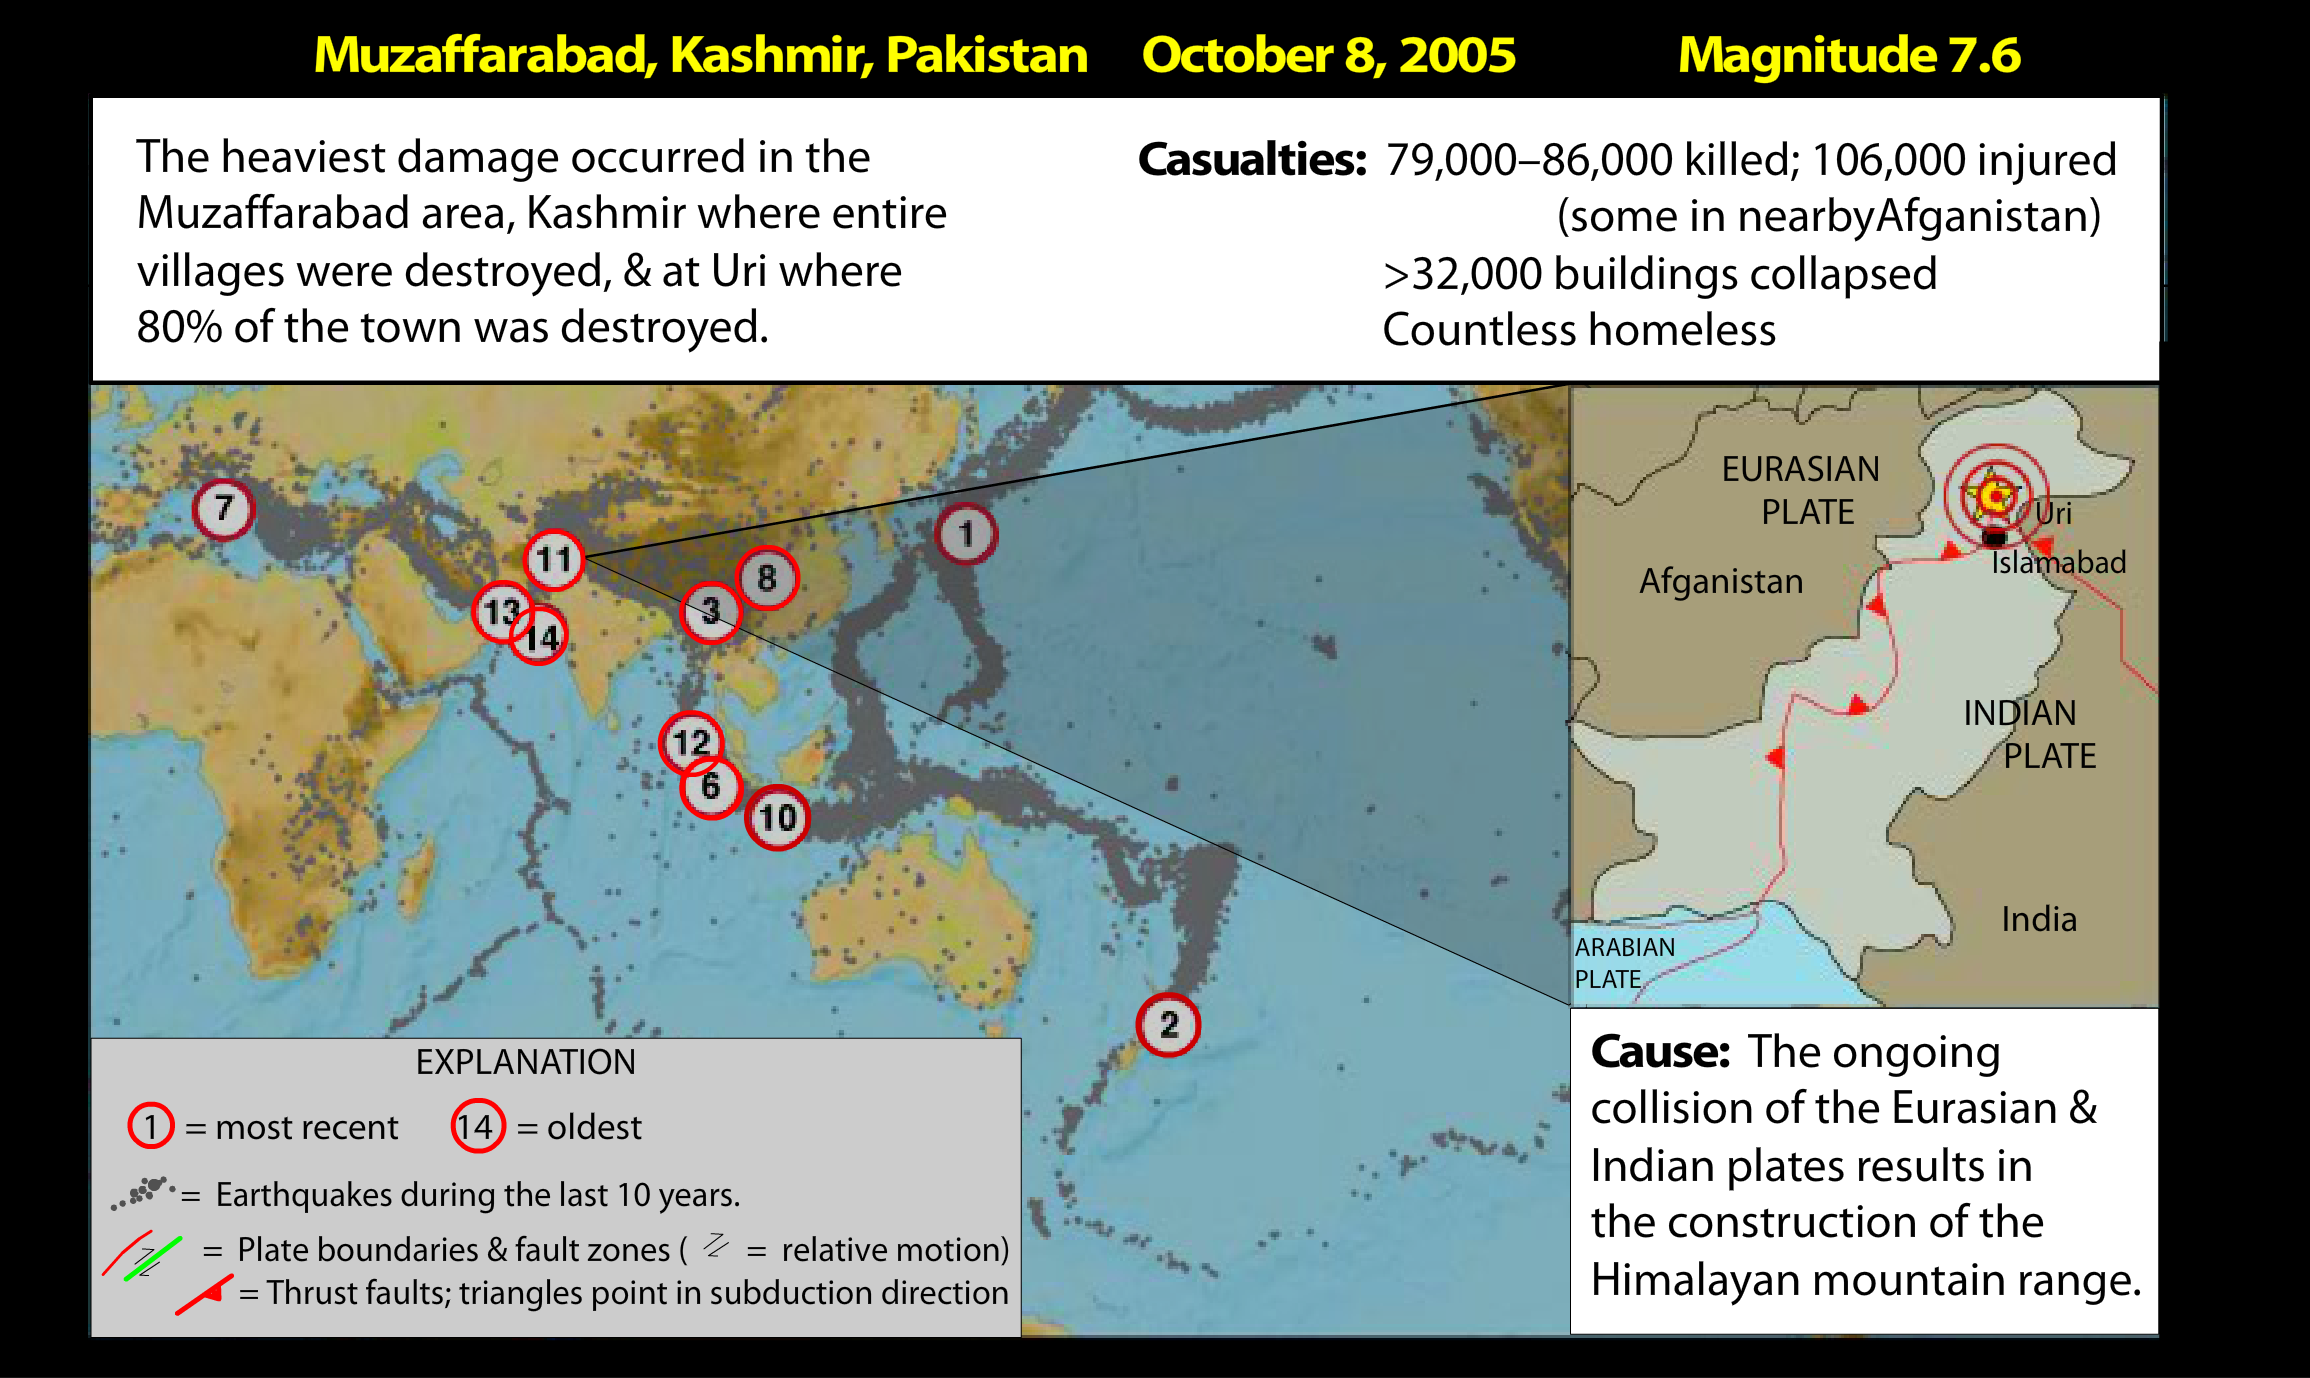 Muzaffarabad, Kashmir, Pakistan October 8, 2005 Magnitude 7.6
The heaviest damage occurred in the
Muzaffarabad area, Kashmir where entire
villages were destroyed, & at Uri where
80% of the town was destroyed.
Casualties: 79,000–86,000 killed; 106,000 injured
(some in nearbyAfganistan)
>32,000 buildings collapsed
Countless homeless
7
11
13
14
3
8
1
12
6
10
2
EURASIAN
PLATE
Uri
Islamabad
Afganistan
INDIAN
PLATE
India
ARABIAN
PLATE
EXPLANATION
1 = most recent 14 = oldest
= Earthquakes during the last 10 years.
= Plate boundaries & fault zones ( = relative motion)
= Thrust faults; triangles point in subduction direction
Cause: The ongoing
collision of the Eurasian &
Indian plates results in
the construction of the
Himalayan mountain range.